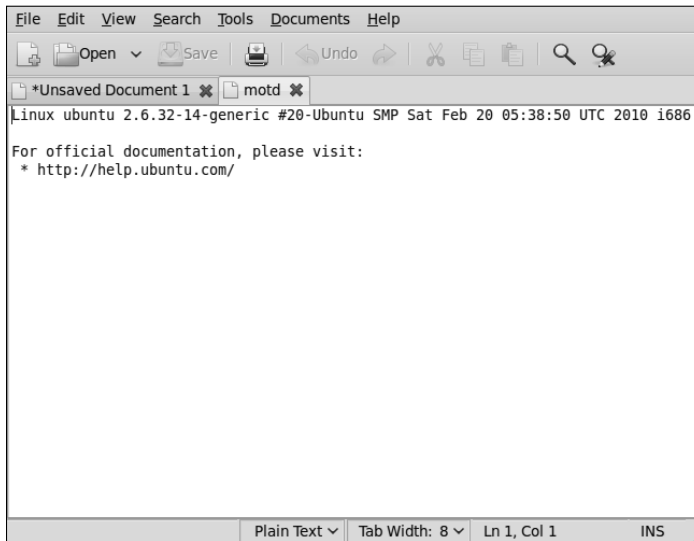 File Edit View Search Tools Documents Help
Open Save Undo
*Unsaved Document 1 motd
Linux ubuntu 2.6.32-14-generic #20-Ubuntu SMP Sat Feb 20 05:38:50 UTC 2010 i686
For official documentation, please visit:
* http://help.ubuntu.com/
Plain Text Tab Width: 8 Ln 1, Col 1 INS